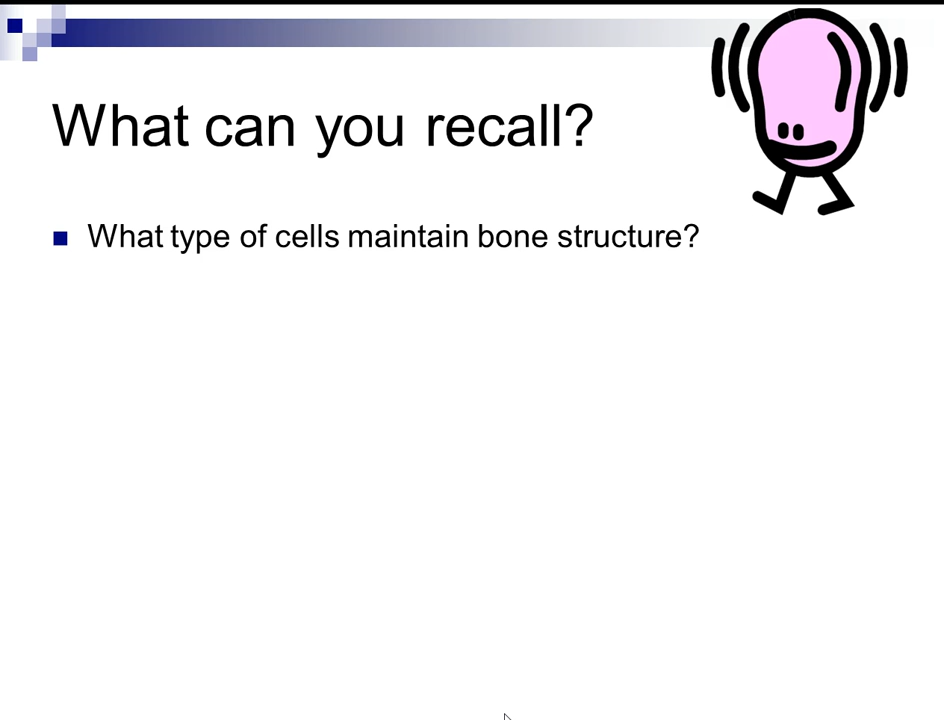 What can you recall?
What type of cells maintain bone structure?